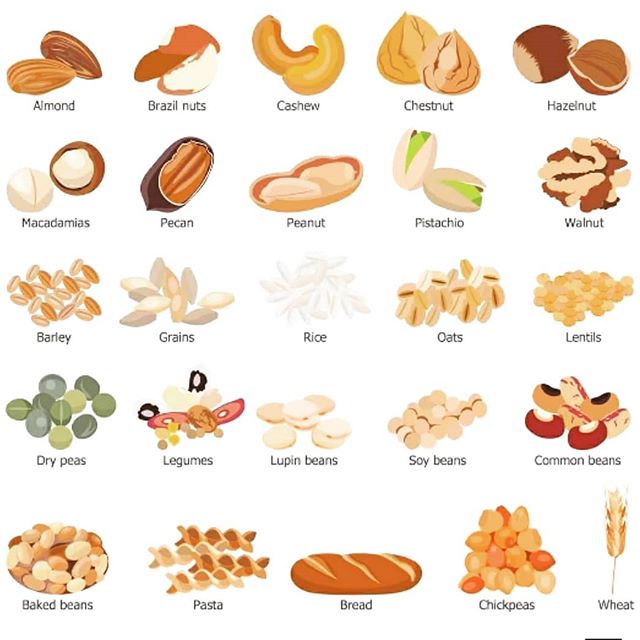 Almond
Brazil nuts
Cashew
Chestnut
Hazelnut
Macadamias
Pecan
Peanut
Pistachio
Walnut
Barley
Grains
Rice
Oats
Lentils
Dry peas
Legumes
Lupin beans
Soy beans
Common beans
Baked beans
Pasta
Bread
Chickpeas
Wheat